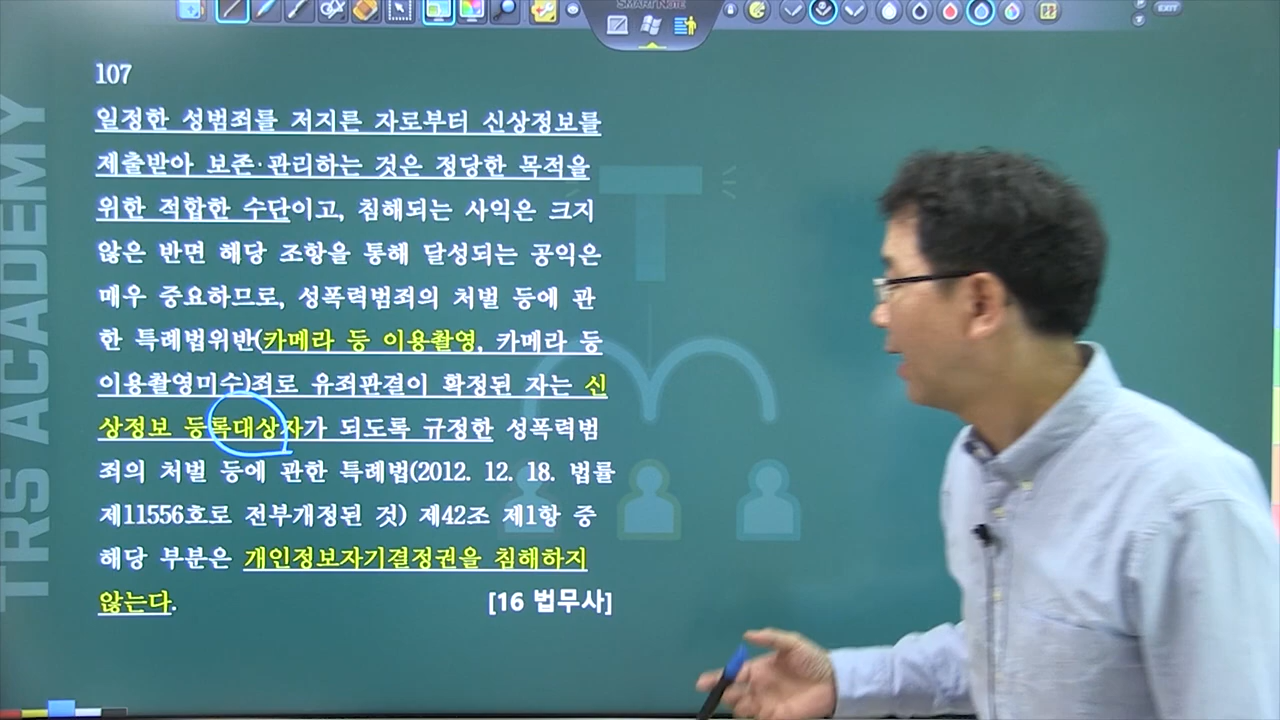 SMART NOTE
EXIT
TRS ACADEMY
107
일정한 성범죄를 저지른 자로부터 신상정보를
제출받아 보존·관리하는 것은 정당한 목적을
위한 적합한 수단이고, 침해되는 사익은 크지
않은 반면 해당 조항을 통해 달성되는 공익은
매우 중요하므로, 성폭력범죄의 처벌 등에 관
한 특례법위반(카메라 등 이용촬영, 카메라 등
이용촬영미수)죄로 유죄판결이 확정된 자는 신
상정보 등록대상자가 되도록 규정한 성폭력범
죄의 처벌 등에 관한 특례법(2012. 12. 18. 법률
제11556호로 전부개정된 것) 제42조 제1항 중
해당 부분은 개인정보자기결정권을 침해하지
않는다.
[16 법무사]